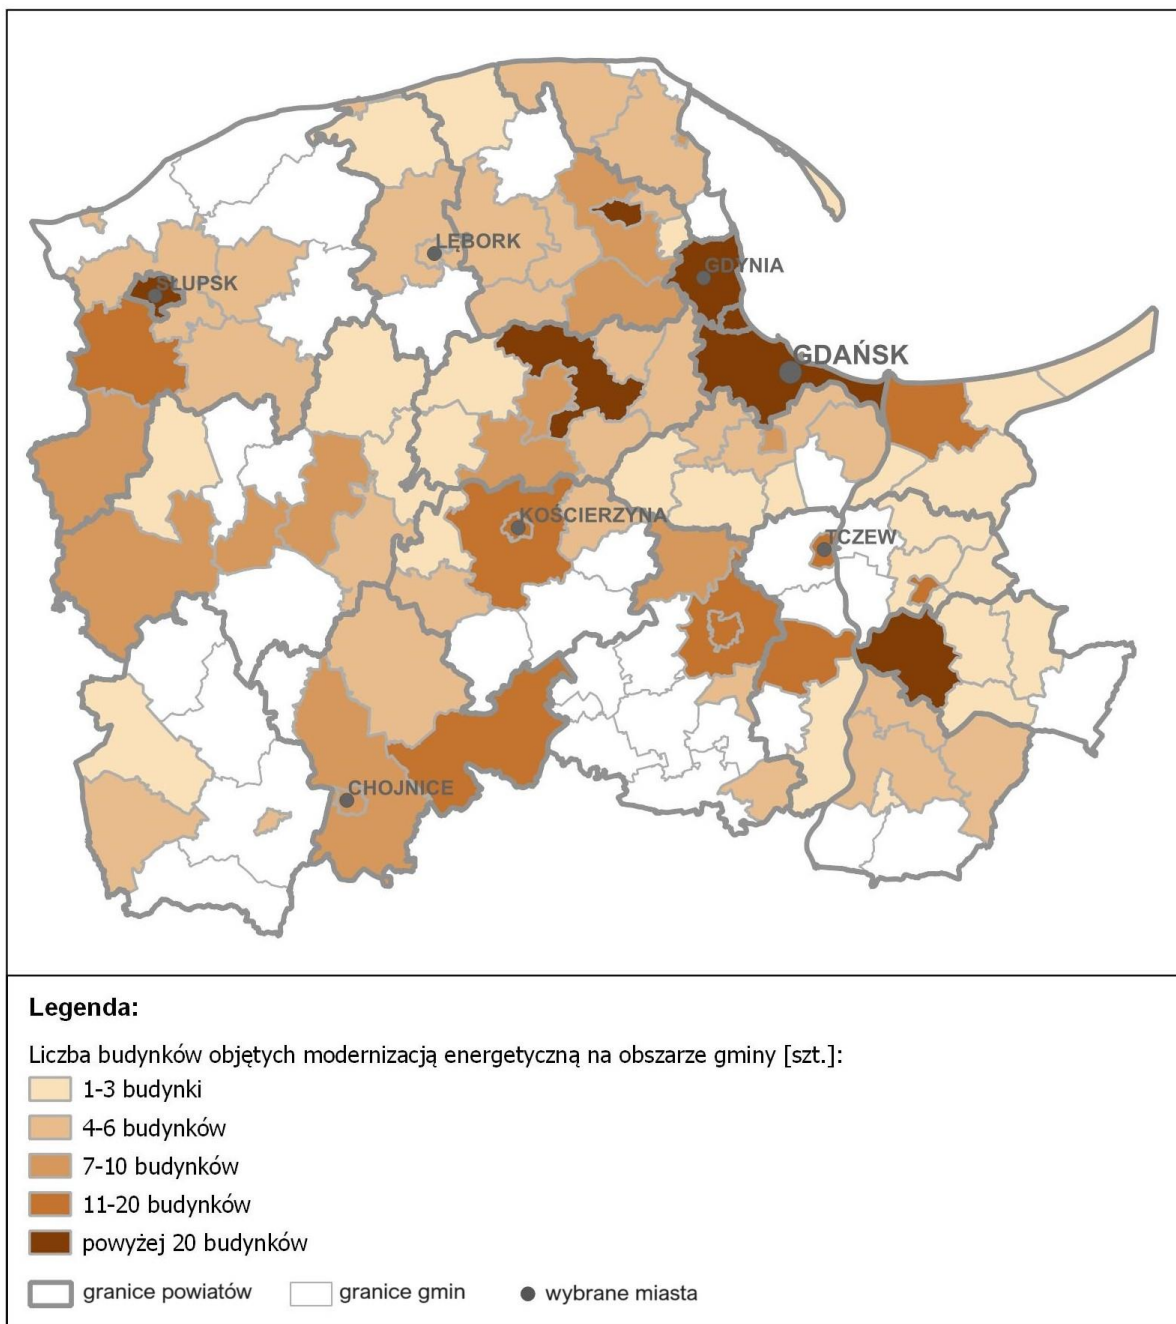 LĘBORK
GDYNIA
SŁUPSK
GDAŃSK
KOŚCIERZYNA
TCZEW
CHOJNICE
Legenda:
Liczba budynków objętych modernizacją energetyczną na obszarze gminy [szt.]:
1-3 budynki
4-6 budynków
7-10 budynków
11-20 budynków
powyżej 20 budynków
granice powiatów granice gmin wybrane miasta